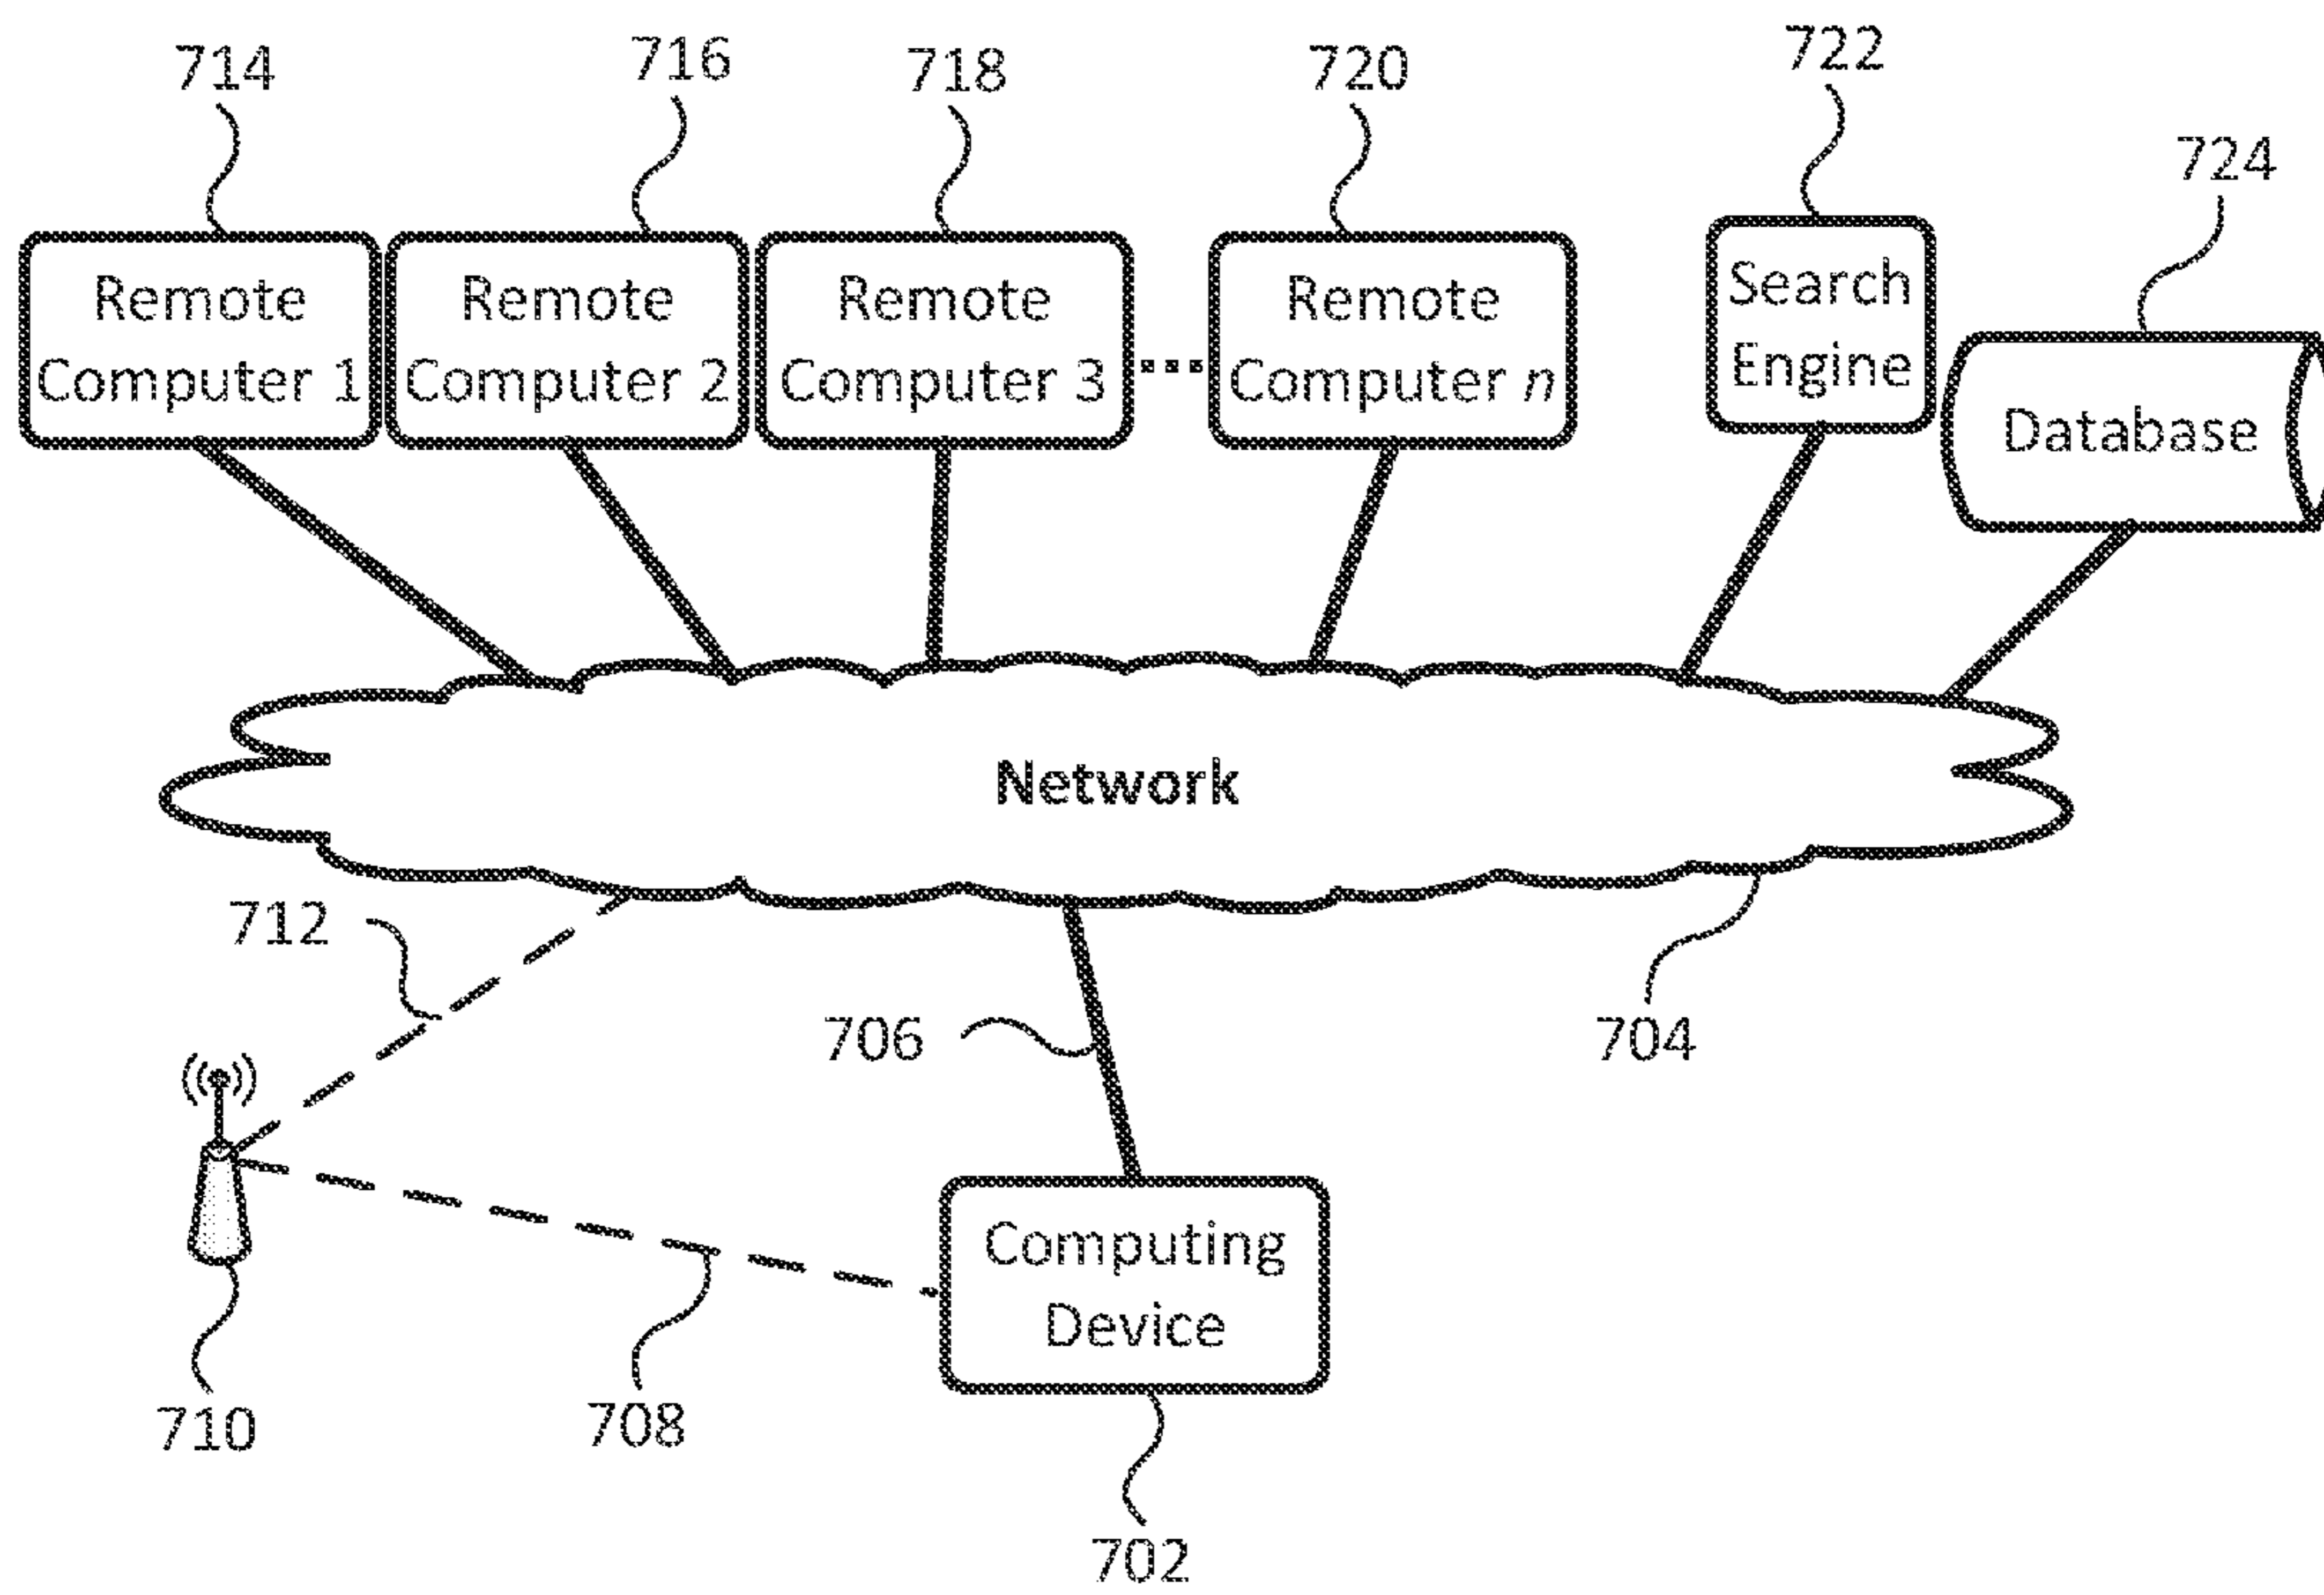 714
716
718
720
722
724
Remote
Computer 1
Remote
Computer 2
Remote
Computer 3
...
Remote
Computer n
Search
Engine
Database
Network
712
706
704
710
708
Computing
Device
702